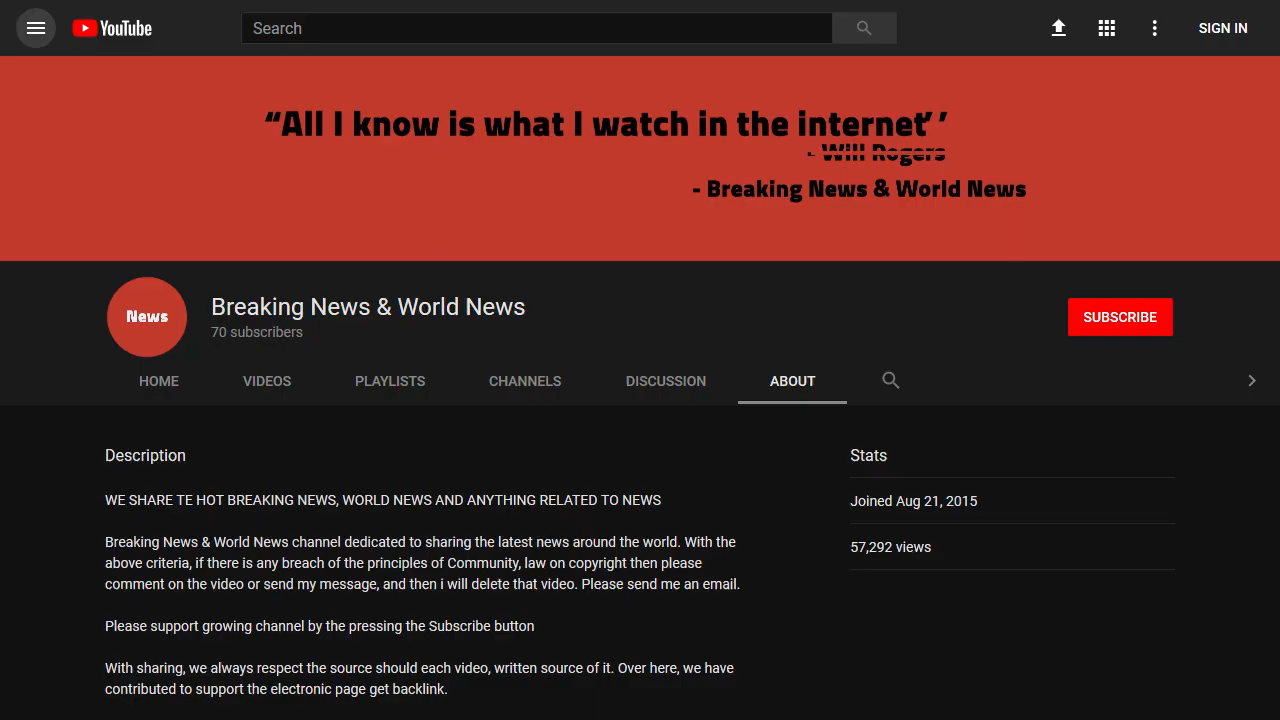 YouTube
Search
SIGN IN
“All I know is what I watch in the internet’’
- Will Rogers
- Breaking News & World News
News
Breaking News & World News
70 subscribers
SUBSCRIBE
HOME VIDEOS PLAYLISTS CHANNELS DISCUSSION ABOUT
Description
WE SHARE TE HOT BREAKING NEWS, WORLD NEWS AND ANYTHING RELATED TO NEWS
Breaking News & World News channel dedicated to sharing the latest news around the world. With the
above criteria, if there is any breach of the principles of Community, law on copyright then please
comment on the video or send my message, and then i will delete that video. Please send me an email.
Please support growing channel by the pressing the Subscribe button
With sharing, we always respect the source should each video, written source of it. Over here, we have
contributed to support the electronic page get backlink.
Stats
Joined Aug 21, 2015
57,292 views